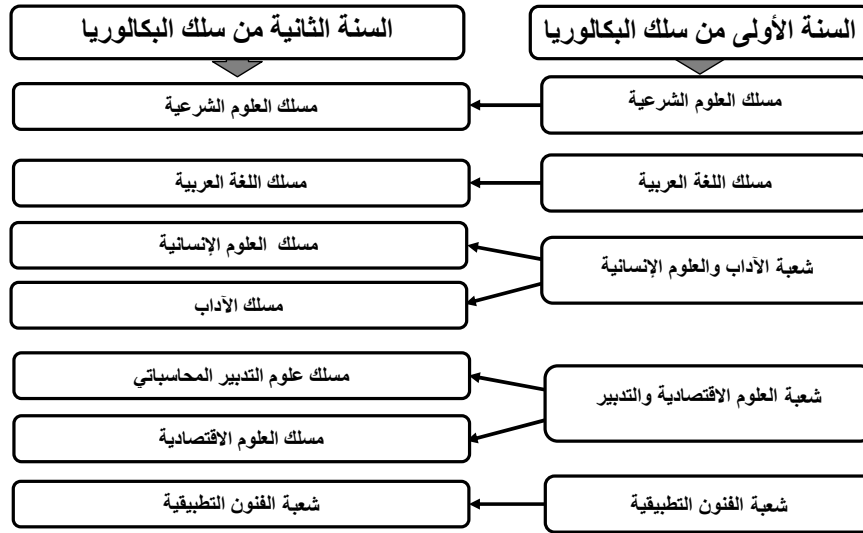 السنة الأولى من سلك البكالوريا
السنة الثانية من سلك البكالوريا
مسلك العلوم الشرعية
مسلك العلوم الشرعية
مسلك اللغة العربية
مسلك اللغة العربية
شعبة الآداب والعلوم الإنسانية
مسلك العلوم الإنسانية
مسلك الآداب
شعبة العلوم الاقتصادية والتدبير
مسلك علوم التدبير المحاسباتي
مسلك العلوم الاقتصادية
شعبة الفنون التطبيقية
شعبة الفنون التطبيقية